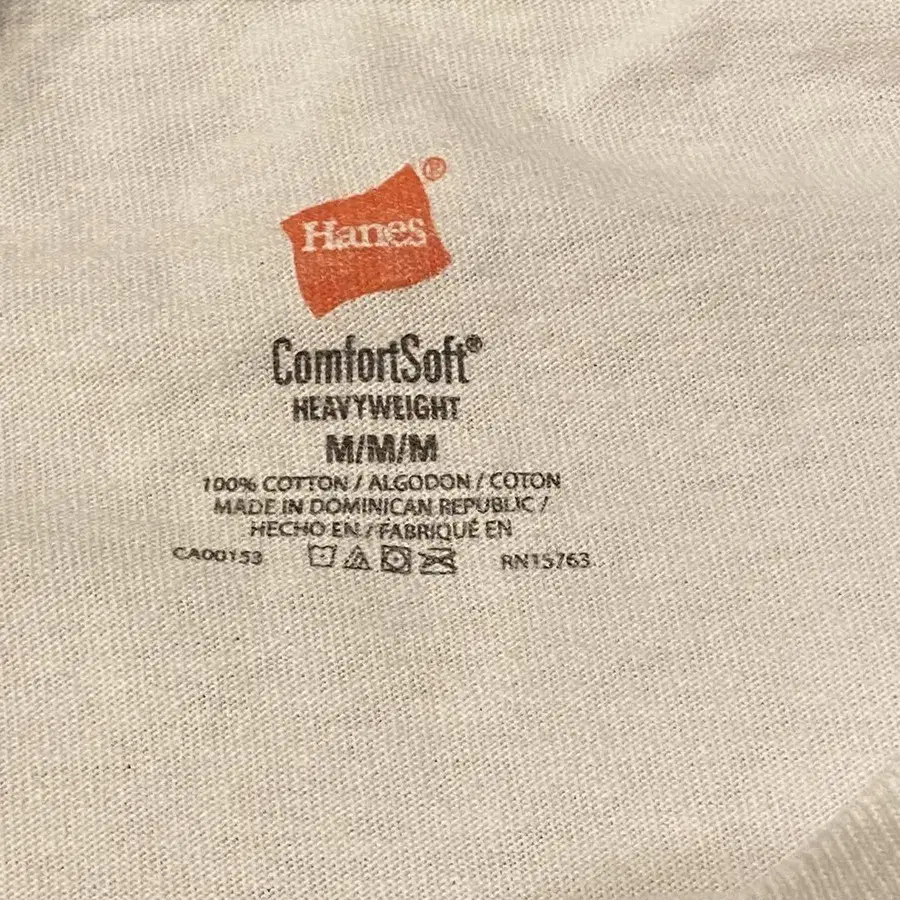 Hanes®
ComfortSoft®
HEAVYWEIGHT
M/M/M
100% COTTON / ALGODON / COTON
MADE IN DOMINICAN REPUBLIC /
HECHO EN / FABRIQUÉ EN
CA00153 RN15763